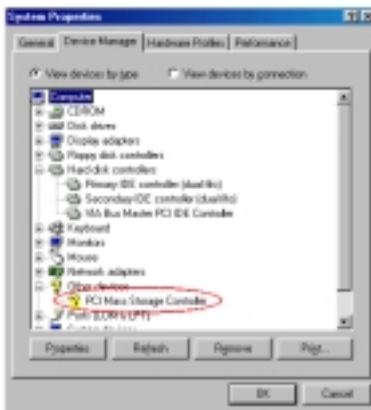 System Properties
General Device Manager Hardware Profiles Performance
View devices by type View devices by connection
Computer
CDROM
Disk drives
Display adapters
Floppy disk controllers
Hard disk controllers
Primary IDE controller (dual fifo)
Secondary IDE controller (dual fifo)
VIA Bus Master PCI IDE Controller
Keyboard
Monitors
Mouse
Network adapters
Other devices
PCI Mass Storage Controller
Ports (COM & LPT)
System devices
Properties Refresh Remove Print...
OK Cancel